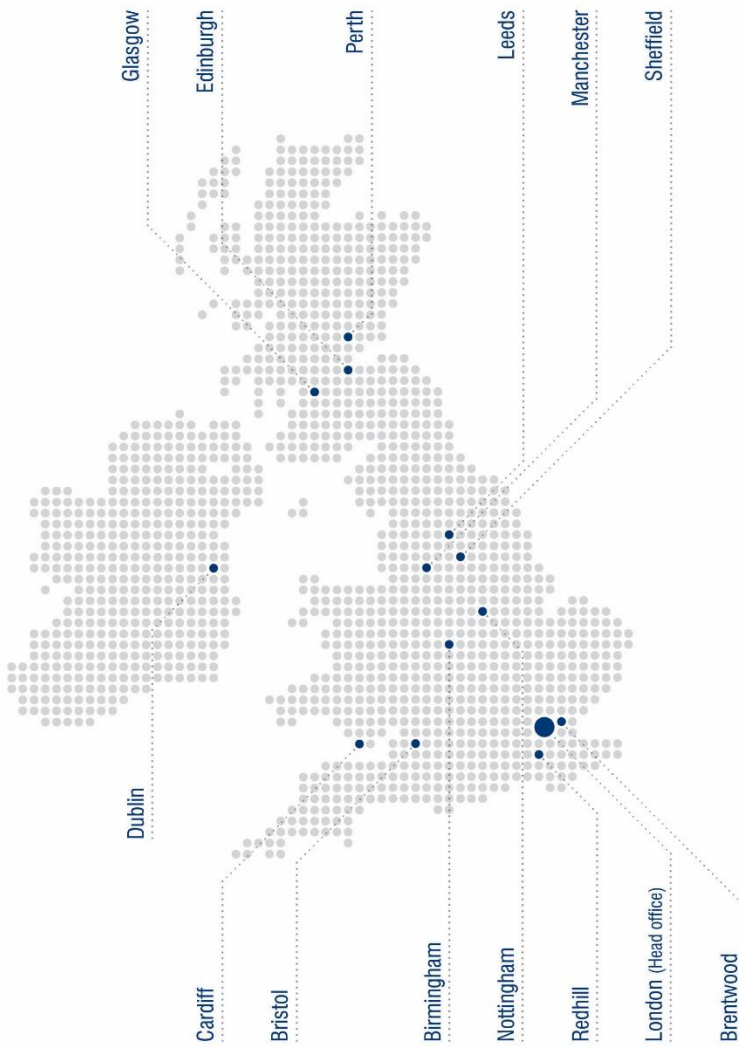 Glasgow
Edinburgh
Perth
Leeds
Manchester
Sheffield
Dublin
Cardiff
Bristol
Birmingham
Nottingham
Redhill
London (Head office)
Brentwood